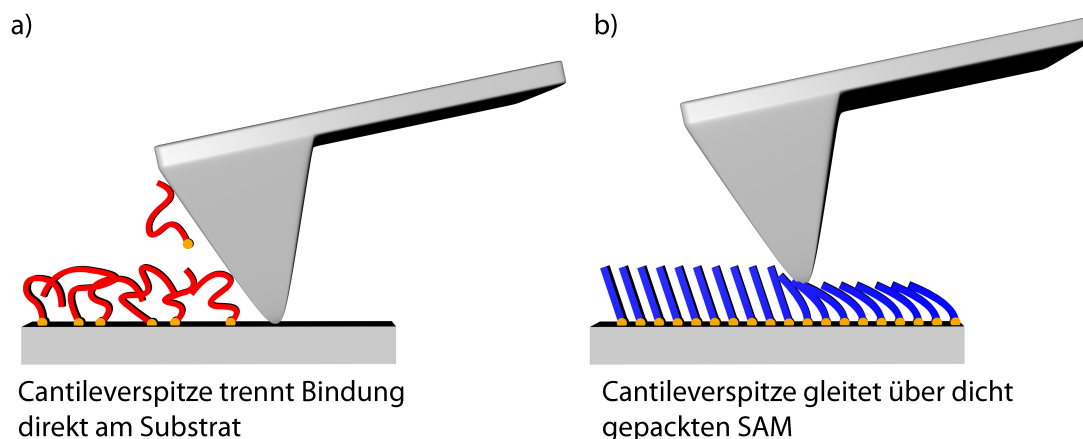 a)
Cantileverspitze trennt Bindung
direkt am Substrat
b)
Cantileverspitze gleitet über dicht
gepackten SAM